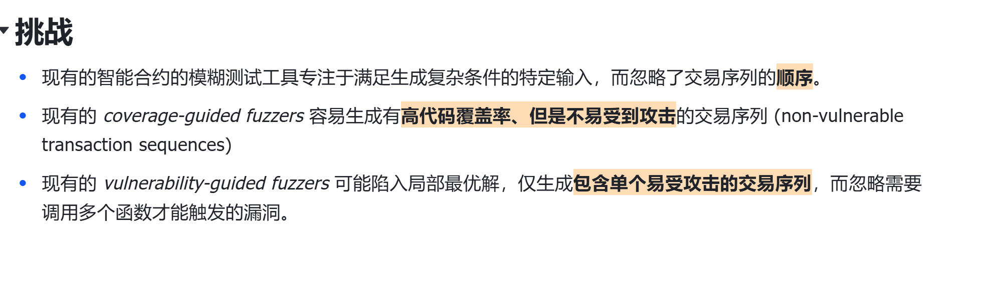 挑战
现有的智能合约的模糊测试工具专注于满足生成复杂条件的特定输入，而忽略了交易序列的顺序。
现有的 coverage-guided fuzzers 容易生成有高代码覆盖率、但是不易受到攻击的交易序列 (non-vulnerable
transaction sequences)
现有的 vulnerability-guided fuzzers 可能陷入局部最优解，仅生成包含单个易受攻击的交易序列，而忽略需要
调用多个函数才能触发的漏洞。